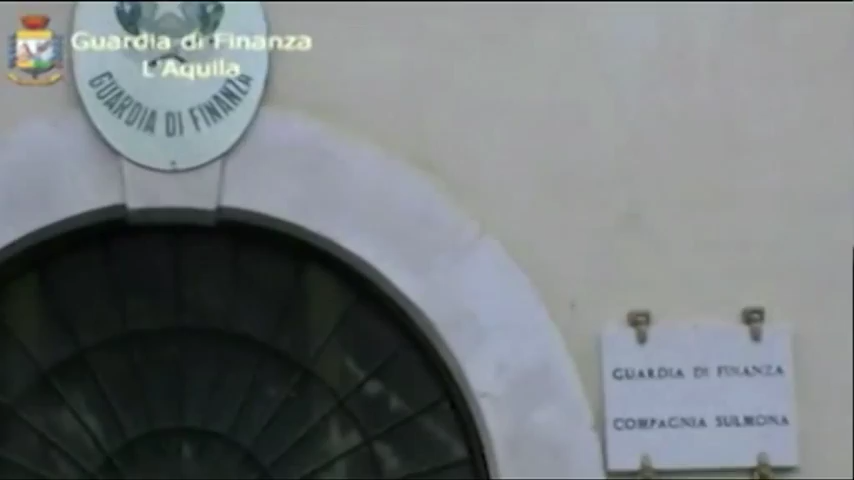 Guardia di Finanza
L'Aquila
GUARDIA DI FINANZA
GUARDIA DI FINANZA
COMPAGNIA SULMONA